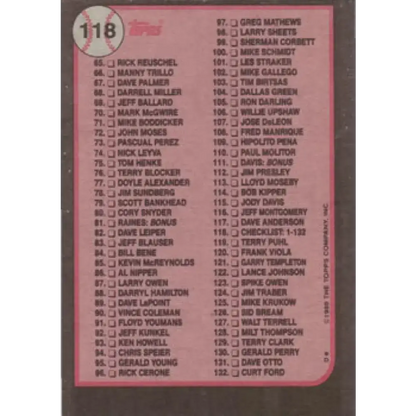 118
Topps
65. RICK REUSCHEL
66. MANNY TRILLO
67. DAVE PALMER
68. DARRELL MILLER
69. JEFF BALLARD
70. MARK McGWIRE
71. MIKE BODDICKER
72. JOHN MOSES
73. PASCUAL PEREZ
74. NICK LEYVA
75. TOM HENKE
76. TERRY BLOCKER
77. DOYLE ALEXANDER
78. JIM SUNDBERG
79. SCOTT BANKHEAD
80. CORY SNYDER
81. RAINES: BONUS
82. DAVE LEIPER
83. JEFF BLAUSER
84. BILL BENE
85. KEVIN McREYNOLDS
86. AL NIPPER
87. LARRY OWEN
88. DARRYL HAMILTON
89. DAVE LaPOINT
90. VINCE COLEMAN
91. FLOYD YOUMANS
92. JEFF KUNKEL
93. KEN HOWELL
94. CHRIS SPEIER
95. GERALD YOUNG
96. RICK CERONE
97. GREG MATHEWS
98. LARRY SHEETS
99. SHERMAN CORBETT
100. MIKE SCHMIDT
101. LES STRAKER
102. MIKE GALLEGO
103. TIM BIRTSAS
104. DALLAS GREEN
105. RON DARLING
106. WILLIE UPSHAW
107. JOSE DeLEON
108. FRED MANRIQUE
109. HIPOLITO PENA
110. PAUL MOLITOR
111. DAVIS: BONUS
112. JIM PRESLEY
113. LLOYD MOSEBY
114. BOB KIPPER
115. JODY DAVIS
116. JEFF MONTGOMERY
117. DAVE ANDERSON
118. CHECKLIST: 1-132
119. TERRY PUHL
120. FRANK VIOLA
121. GARRY TEMPLETON
122. LANCE JOHNSON
123. SPIKE OWEN
124. JIM TRABER
125. MIKE KRUKOW
126. SID BREAM
127. WALT TERRELL
128. MILT THOMPSON
129. TERRY CLARK
130. GERALD PERRY
131. DAVE OTTO
132. CURT FORD
©1989 THE TOPPS COMPANY, INC.